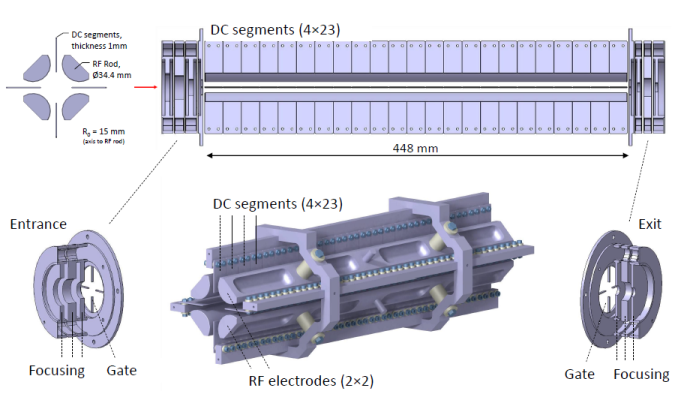 DC segments,
thickness 1mm
RF Rod,
Ø34.4 mm
R₀ = 15 mm
(axis to RF rod)
DC segments (4×23)
448 mm
Entrance
DC segments (4×23)
Exit
Focusing
Gate
RF electrodes (2×2)
Gate
Focusing